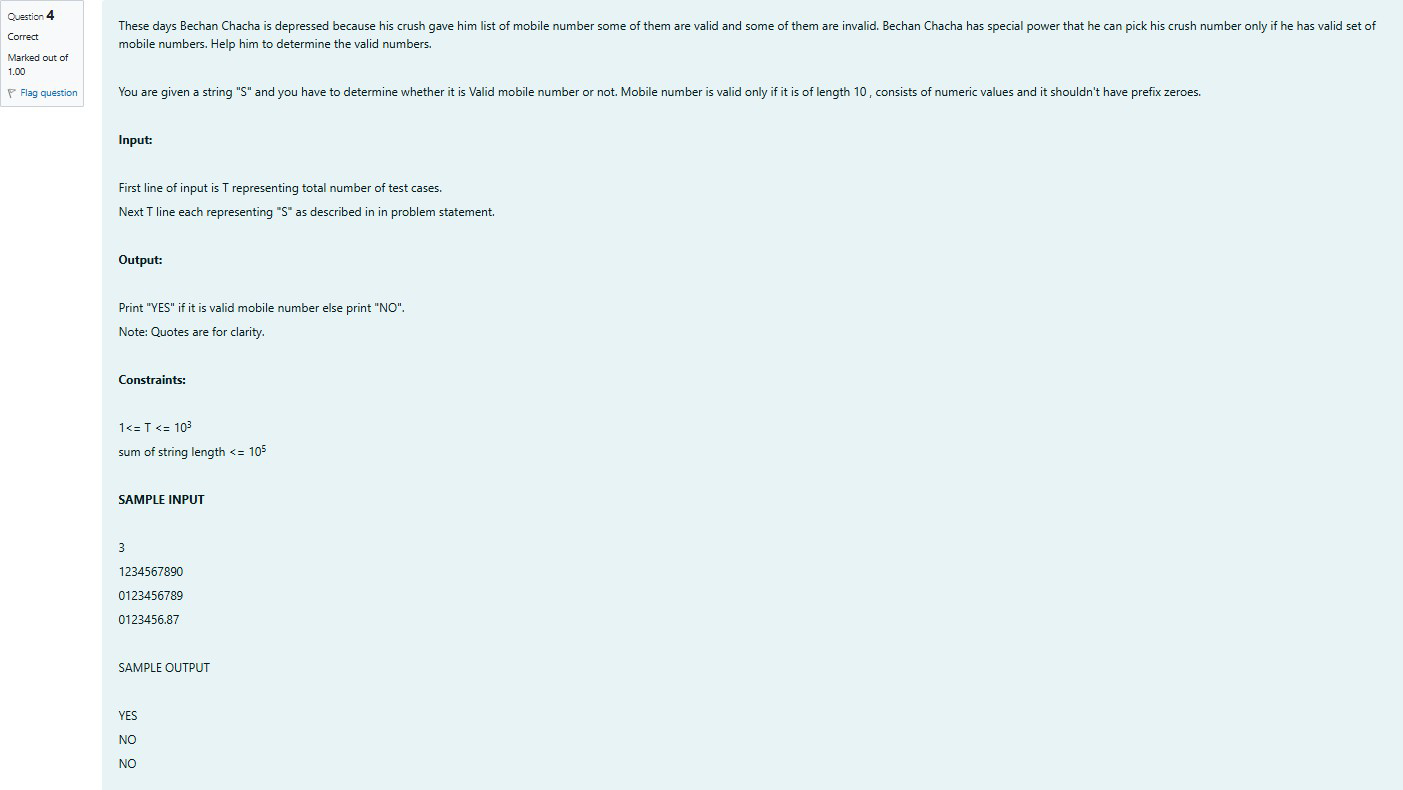 Question 4
Correct
Marked out of
1.00
Flag question
These days Bechan Chacha is depressed because his crush gave him list of mobile number some of them are valid and some of them are invalid. Bechan Chacha has special power that he can pick his crush number only if he has valid set of
mobile numbers. Help him to determine the valid numbers.
You are given a string "S" and you have to determine whether it is Valid mobile number or not. Mobile number is valid only if it is of length 10 , consists of numeric values and it shouldn't have prefix zeroes.
Input:
First line of input is T representing total number of test cases.
Next T line each representing "S" as described in in problem statement.
Output:
Print "YES" if it is valid mobile number else print "NO".
Note: Quotes are for clarity.
Constraints:
1<= T <= 10³
sum of string length <= 10⁵
SAMPLE INPUT
3
1234567890
0123456789
0123456.87
SAMPLE OUTPUT
YES
NO
NO